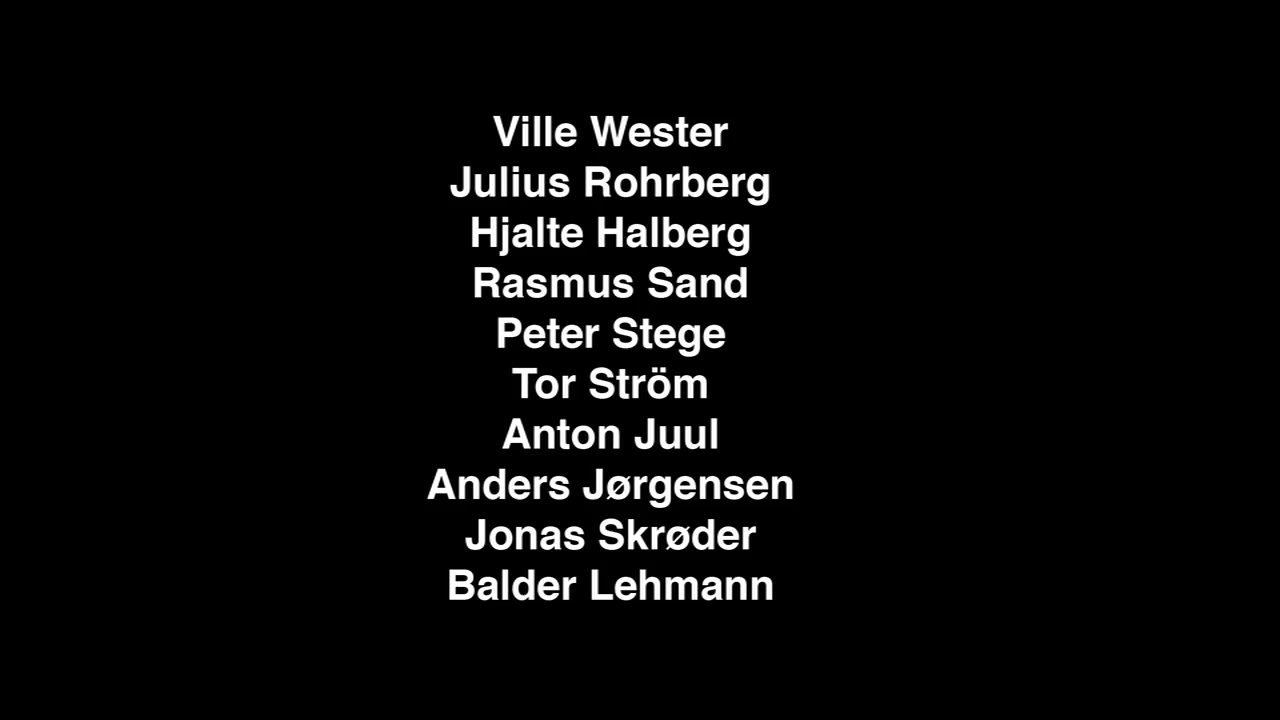 Ville Wester
Julius Rohrberg
Hjalte Halberg
Rasmus Sand
Peter Stege
Tor Ström
Anton Juul
Anders Jørgensen
Jonas Skrøder
Balder Lehmann